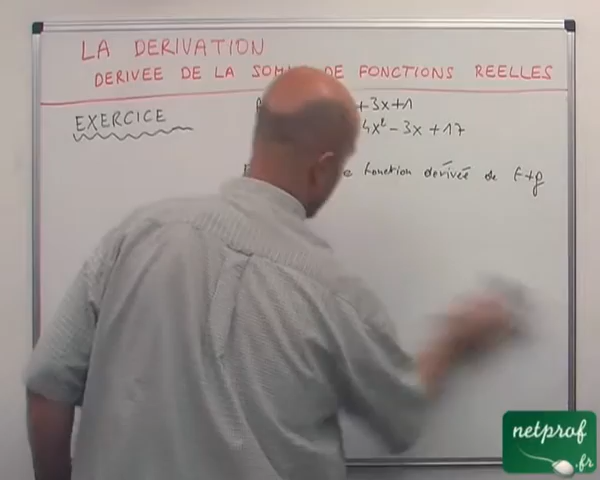 LA DERIVATION
DERIVEE DE LA DE FONCTIONS REELLES
EXERCICE
+3x+1
4x² - 3x + 17
fonction dérivée de f+g
netprof
.fr